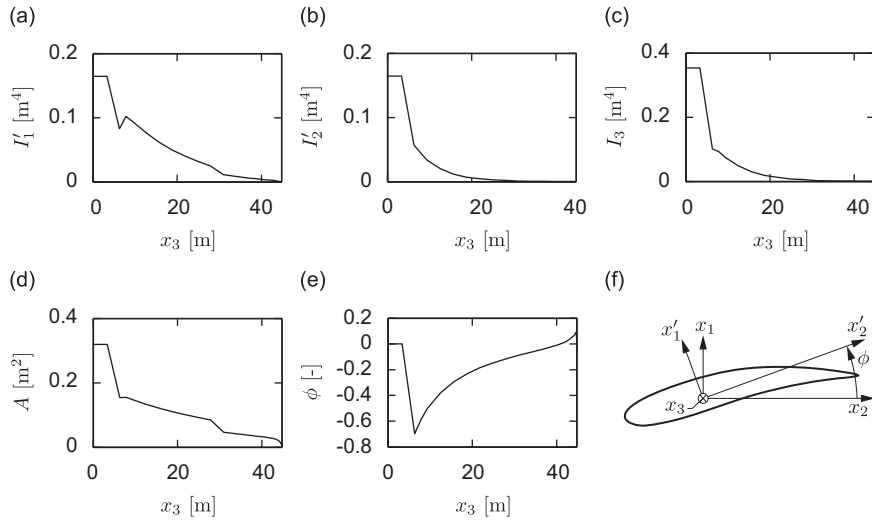 (a)
(b)
(c)
0.2
0.1
0
I′₁ [m⁴]
0 20 40
x₃ [m]
0.2
0.1
0
I′₂ [m⁴]
0 10 20 30 40
x₃ [m]
0.4
0.2
0
I₃ [m⁴]
0 20 40
x₃ [m]
(d)
(e)
(f)
0.4
0.2
0
A [m²]
0 20 40
x₃ [m]
0.2
0
-0.2
-0.4
-0.6
-0.8
ϕ [-]
0 20 40
x₃ [m]
x′₁
x₁
x′₂
ϕ
x₃
x₂